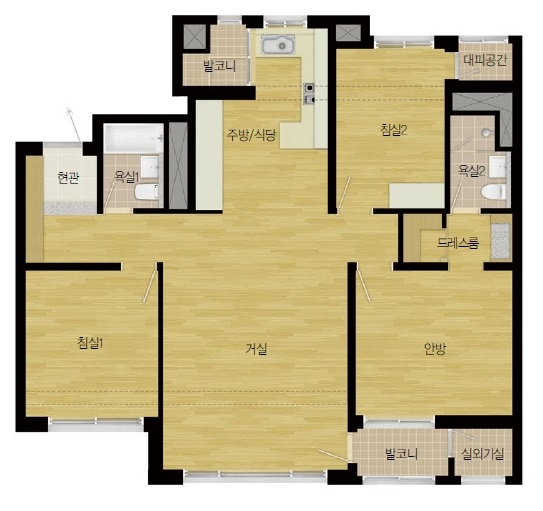 대피공간
발코니
주방/식당
침실2
현관
욕실1
욕실2
드레스룸
침실1
거실
안방
발코니
실외기실